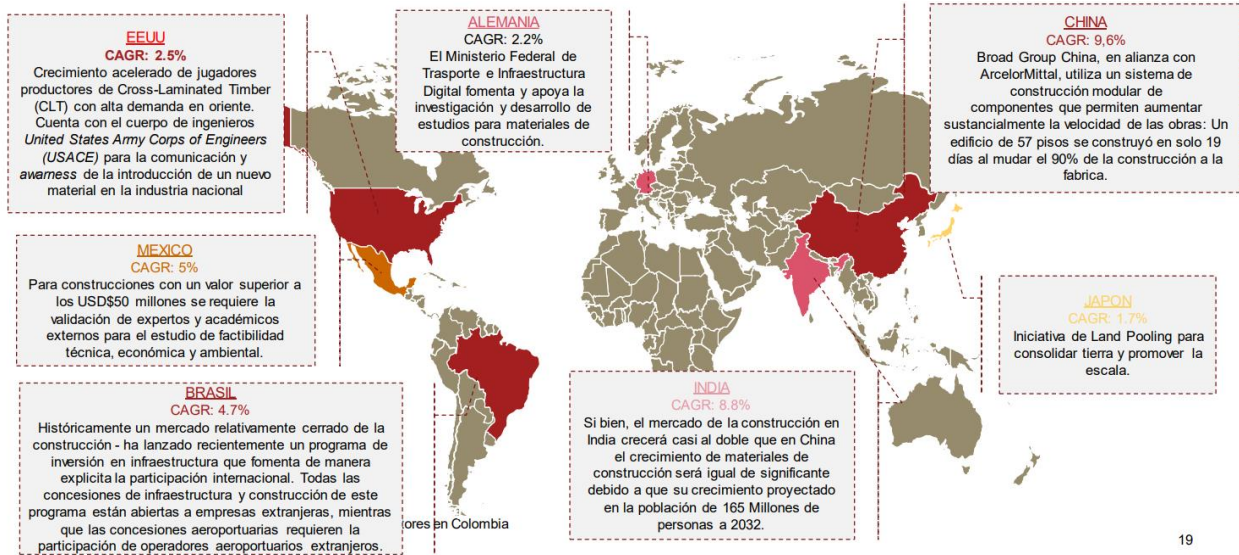 EEUU
CAGR: 2.5%
Crecimiento acelerado de jugadores
productores de Cross-Laminated Timber
(CLT) con alta demanda en oriente.
Cuenta con el cuerpo de ingenieros
United States Army Corps of Engineers
(USACE) para la comunicación y
awarness de la introducción de un nuevo
material en la industria nacional
ALEMANIA
CAGR: 2.2%
El Ministerio Federal de
Trasporte e Infraestructura
Digital fomenta y apoya la
investigación y desarrollo de
estudios para materiales de
construcción.
CHINA
CAGR: 9,6%
Broad Group China, en alianza con
ArcelorMittal, utiliza un sistema de
construcción modular de
componentes que permiten aumentar
sustancialmente la velocidad de las obras: Un
edificio de 57 pisos se construyó en solo 19
días al mudar el 90% de la construcción a la
fabrica.
MEXICO
CAGR: 5%
Para construcciones con un valor superior a
los USD$50 millones se requiere la
validación de expertos y académicos
externos para el estudio de factibilidad
técnica, económica y ambiental.
JAPON
CAGR: 1.7%
Iniciativa de Land Pooling para
consolidar tierra y promover la
escala.
BRASIL
CAGR: 4.7%
Históricamente un mercado relativamente cerrado de la
construcción - ha lanzado recientemente un programa de
inversión en infraestructura que fomenta de manera
explicita la participación internacional. Todas las
concesiones de infraestructura y construcción de este
programa están abiertas a empresas extranjeras, mientras
que las concesiones aeroportuarias requieren la
participación de operadores aeroportuarios extranjeros.
INDIA
CAGR: 8.8%
Si bien, el mercado de la construcción en
India crecerá casi al doble que en China
el crecimiento de materiales de
construcción será igual de significante
debido a que su crecimiento proyectado
en la población de 165 Millones de
personas a 2032.
ores en Colombia
19